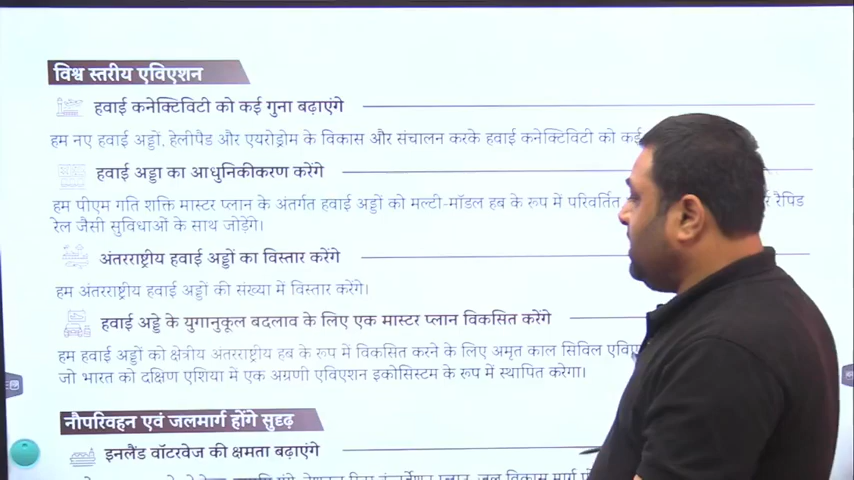 विश्व स्तरीय एविएशन
हवाई कनेक्टिविटी को कई गुना बढ़ाएंगे
हम नए हवाई अड्डों, हेलीपैड और एयरोड्रोम के विकास और संचालन करके हवाई कनेक्टिविटी को कई
हवाई अड्डा का आधुनिकीकरण करेंगे
हम पीएम गति शक्ति मास्टर प्लान के अंतर्गत हवाई अड्डों को मल्टी-मॉडल हब के रूप में परिवर्तित रैपिड
रेल जैसी सुविधाओं के साथ जोड़ेंगे।
अंतरराष्ट्रीय हवाई अड्डों का विस्तार करेंगे
हम अंतरराष्ट्रीय हवाई अड्डों की संख्या में विस्तार करेंगे।
हवाई अड्डे के युगानुकूल बदलाव के लिए एक मास्टर प्लान विकसित करेंगे
हम हवाई अड्डों को क्षेत्रीय अंतरराष्ट्रीय हब के रूप में विकसित करने के लिए अमृत काल सिविल
जो भारत को दक्षिण एशिया में एक अग्रणी एविएशन इकोसिस्टम के रूप में स्थापित करेगा।
नौपरिवहन एवं जलमार्ग होंगे सुदृढ़
इनलैंड वॉटरवेज की क्षमता बढ़ाएंगे